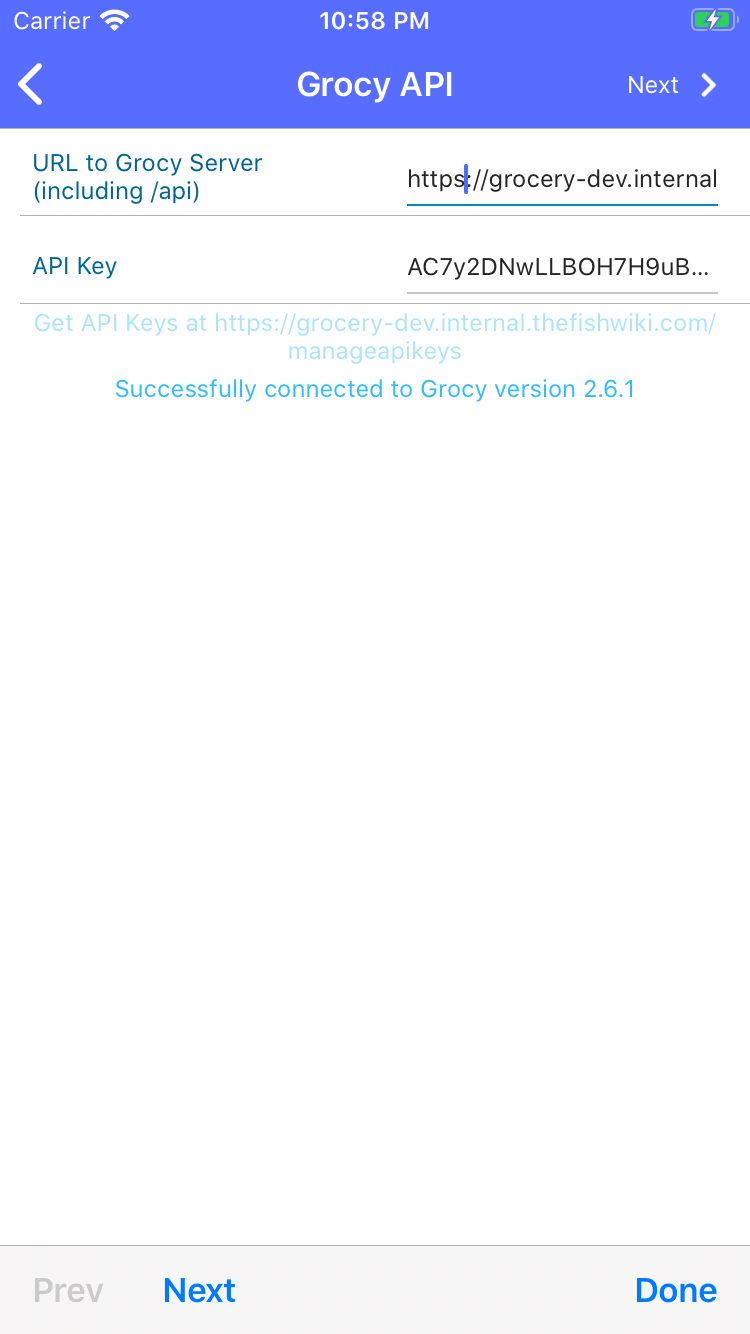 Carrier 10:58 PM
Grocy API Next
URL to Grocy Server
(including /api)
https://grocery-dev.internal
API Key AC7y2DNwLLBOH7H9uB...
Get API Keys at https://grocery-dev.internal.thefishwiki.com/
manageapikeys
Successfully connected to Grocy version 2.6.1
Prev Next Done